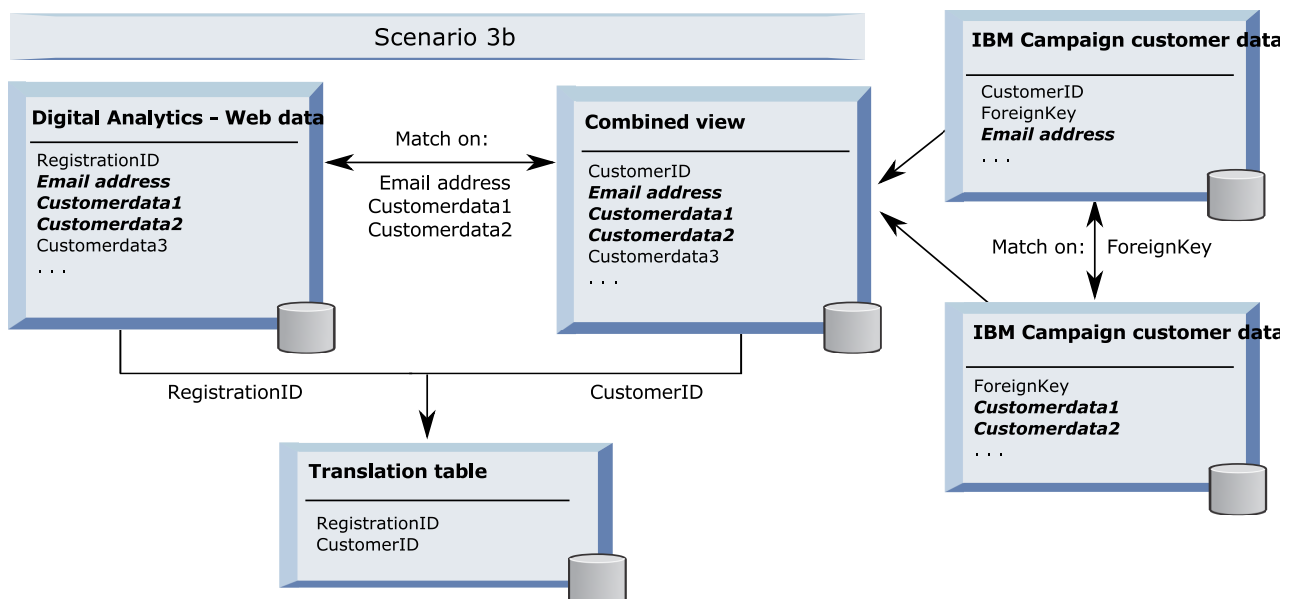 Scenario 3b
Digital Analytics - Web data
RegistrationID
Email address
Customerdata1
Customerdata2
Customerdata3
. . .
Match on:
Email address
Customerdata1
Customerdata2
Combined view
CustomerID
Email address
Customerdata1
Customerdata2
Customerdata3
. . .
IBM Campaign customer data
CustomerID
ForeignKey
Email address
. . .
Match on: ForeignKey
IBM Campaign customer data
ForeignKey
Customerdata1
Customerdata2
. . .
RegistrationID
CustomerID
Translation table
RegistrationID
CustomerID